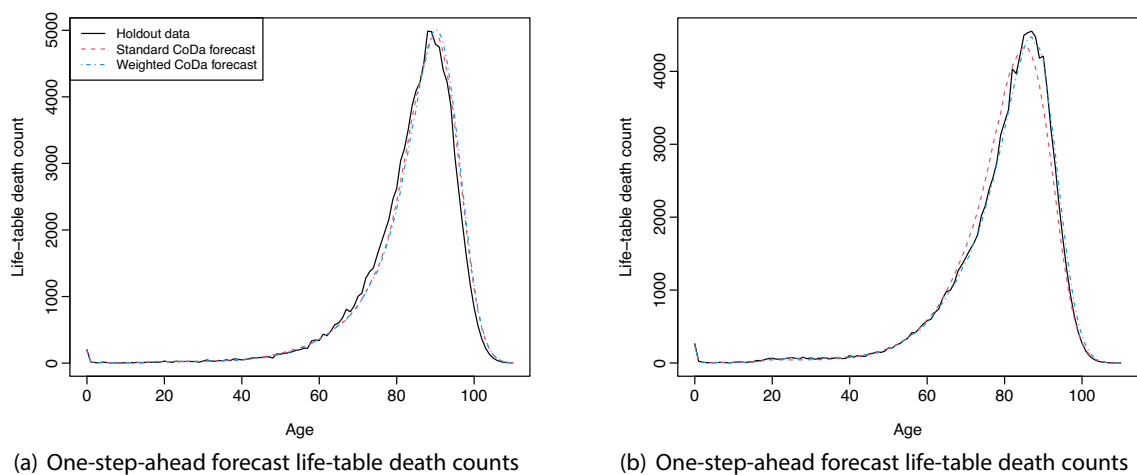 Holdout data
Standard CoDa forecast
Weighted CoDa forecast
Life−table death count
0 1000 2000 3000 4000 5000
0 20 40 60 80 100
Age
(a) One-step-ahead forecast life-table death counts
Life−table death count
0 1000 2000 3000 4000
0 20 40 60 80 100
Age
(b) One-step-ahead forecast life-table death counts